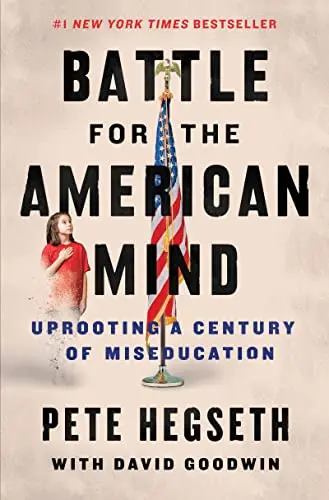 #1 NEW YORK TIMES BESTSELLER
BATTLE
FOR THE
AMERICAN
MIND
UPROOTING A CENTURY
OF MISEDUCATION
PETE HEGSETH
WITH DAVID GOODWIN